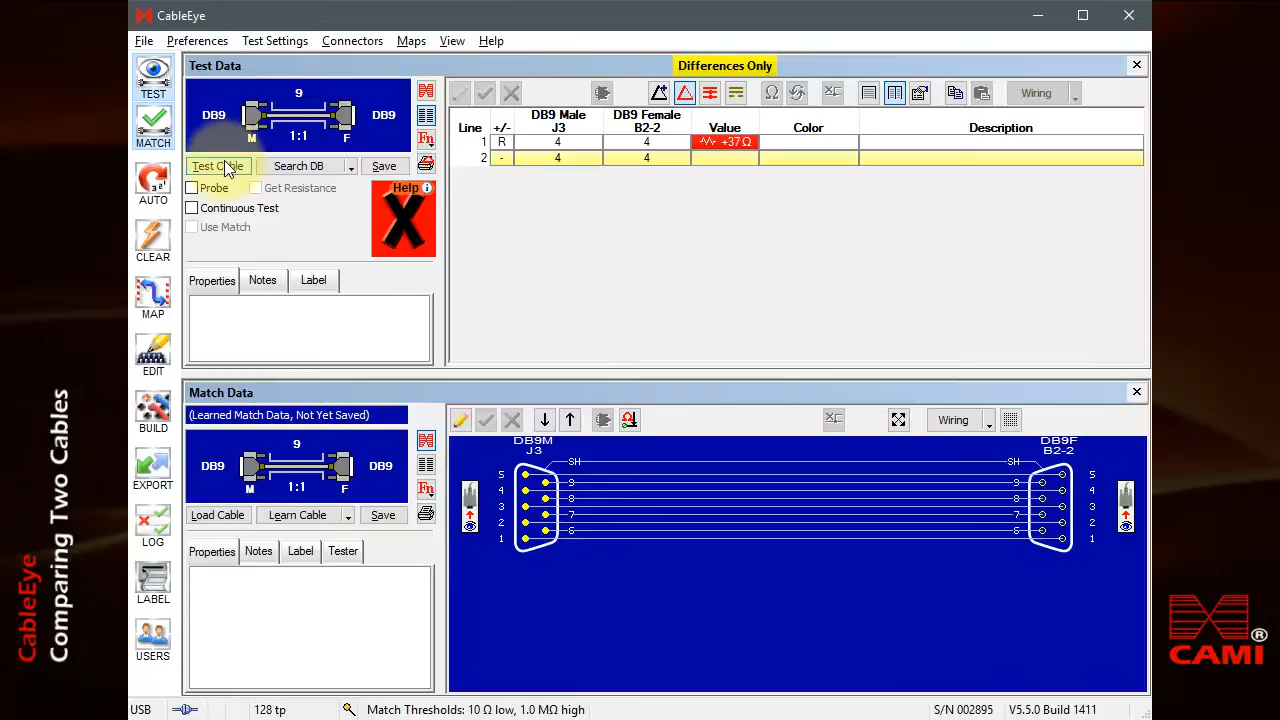 CableEye
File Preferences Test Settings Connectors Maps View Help
TEST
MATCH
AUTO
CLEAR
MAP
EDIT
BUILD
EXPORT
LOG
LABEL
USERS
Test Data
Differences Only
9
DB9
DB9
M 1:1 F
Fn
Test Cable Search DB Save
Probe Get Resistance
Continuous Test
Use Match
Help i
Properties Notes Label
Wiring
Line +/- DB9 Male J3 DB9 Female B2-2 Value Color Description
1 R 4 4 +37 Ω
2 - 4 4
Match Data
(Learned Match Data, Not Yet Saved)
9
DB9
DB9
M 1:1 F
Fn
Load Cable Learn Cable Save
Properties Notes Label Tester
Wiring
DB9M
J3
DB9F
B2-2
SH SH
5 5
9 9
4 4
8 8
3 3
7 7
2 2
6 6
1 1
USB
128 tp
Match Thresholds: 10 Ω low, 1.0 MΩ high
S/N 002895
V5.5.0 Build 1411
CableEye
Comparing Two Cables
CAMI
®